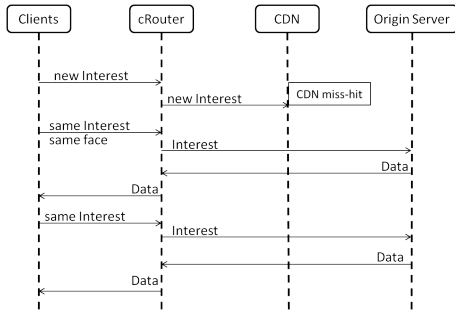 Clients
cRouter
CDN
Origin Server
new Interest
new Interest
CDN miss-hit
same Interest
same face
Interest
Data
Data
same Interest
Interest
Data
Data